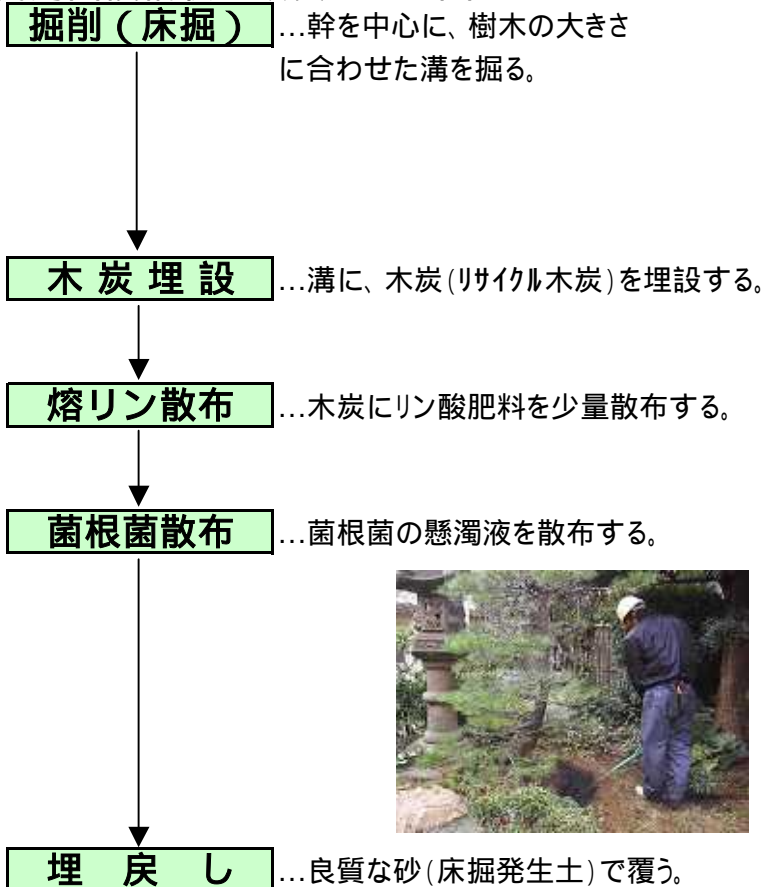 掘削(床掘) …幹を中心に、樹木の大きさ
に合わせた溝を掘る。
木炭埋設 …溝に、木炭(リサイクル木炭)を埋設する。
熔リン散布 …木炭にリン酸肥料を少量散布する。
菌根菌散布 …菌根菌の懸濁液を散布する。
埋戻し …良質な砂(床掘発生土)で覆う。